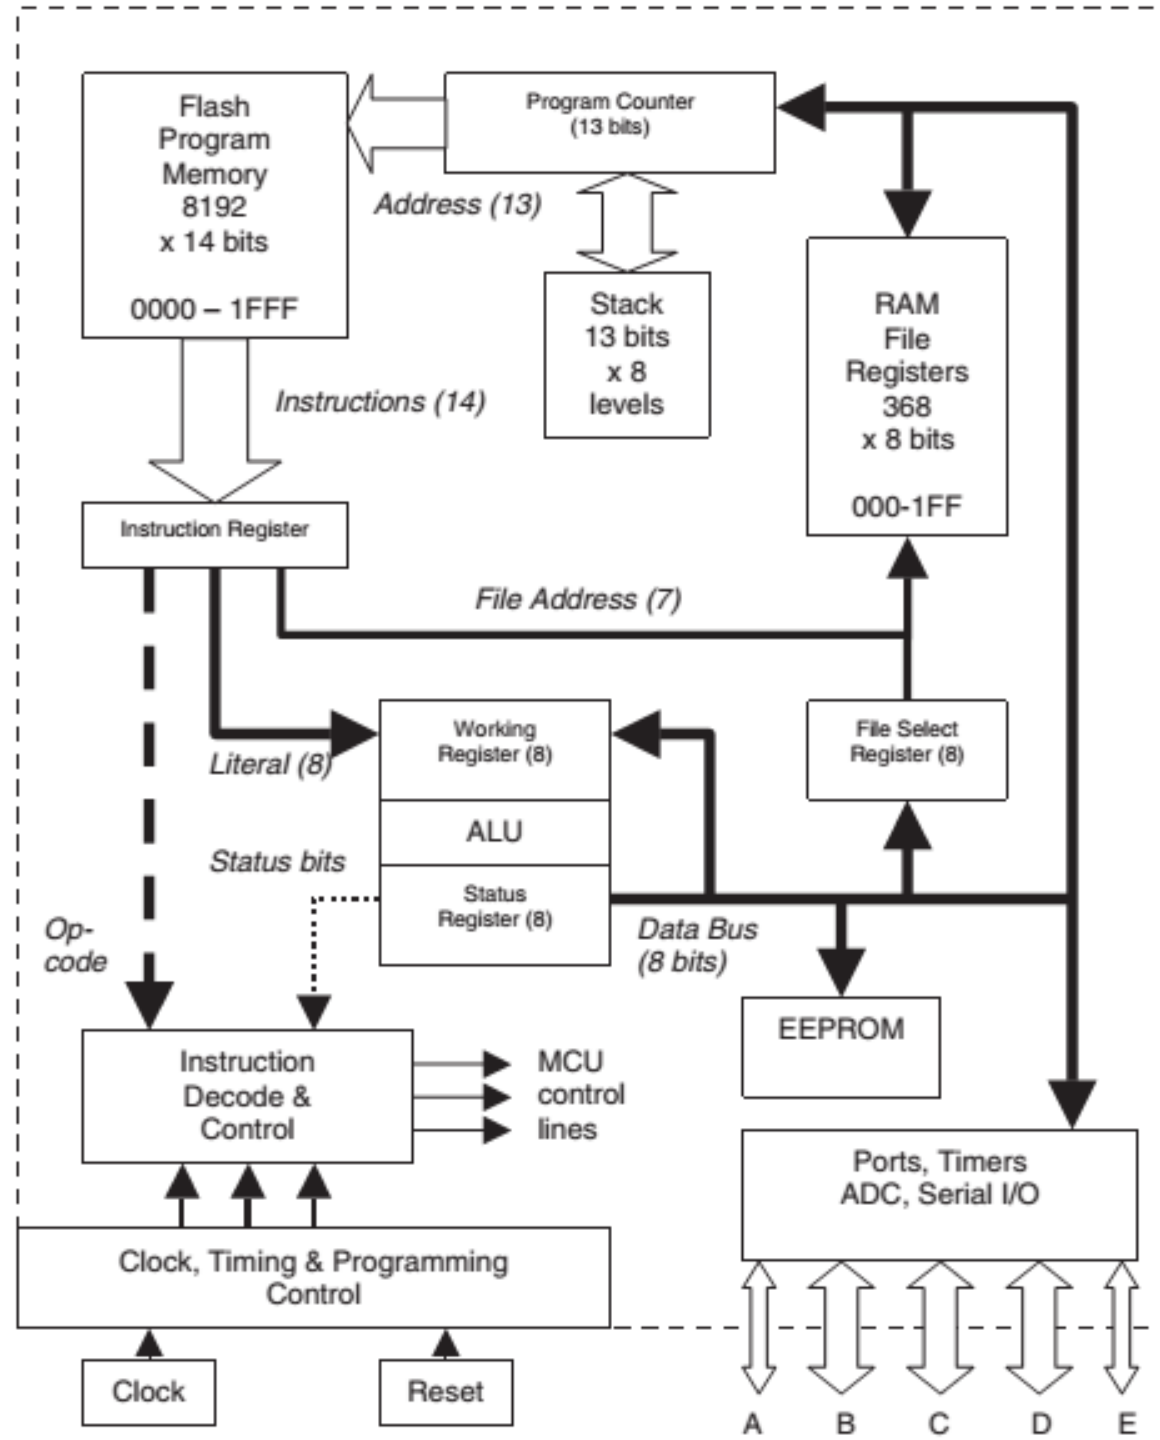 Flash
Program
Memory
8192
x 14 bits
0000 – 1FFF
Program Counter
(13 bits)
Address (13)
Stack
13 bits
x 8
levels
RAM
File
Registers
368
x 8 bits
000-1FF
Instructions (14)
Instruction Register
File Address (7)
Literal (8)
Working
Register (8)
ALU
Status
Register (8)
File Select
Register (8)
Status bits
Op-
code
Data Bus
(8 bits)
EEPROM
Instruction
Decode &
Control
MCU
control
lines
Ports, Timers
ADC, Serial I/O
Clock, Timing & Programming
Control
Clock
Reset
A B C D E